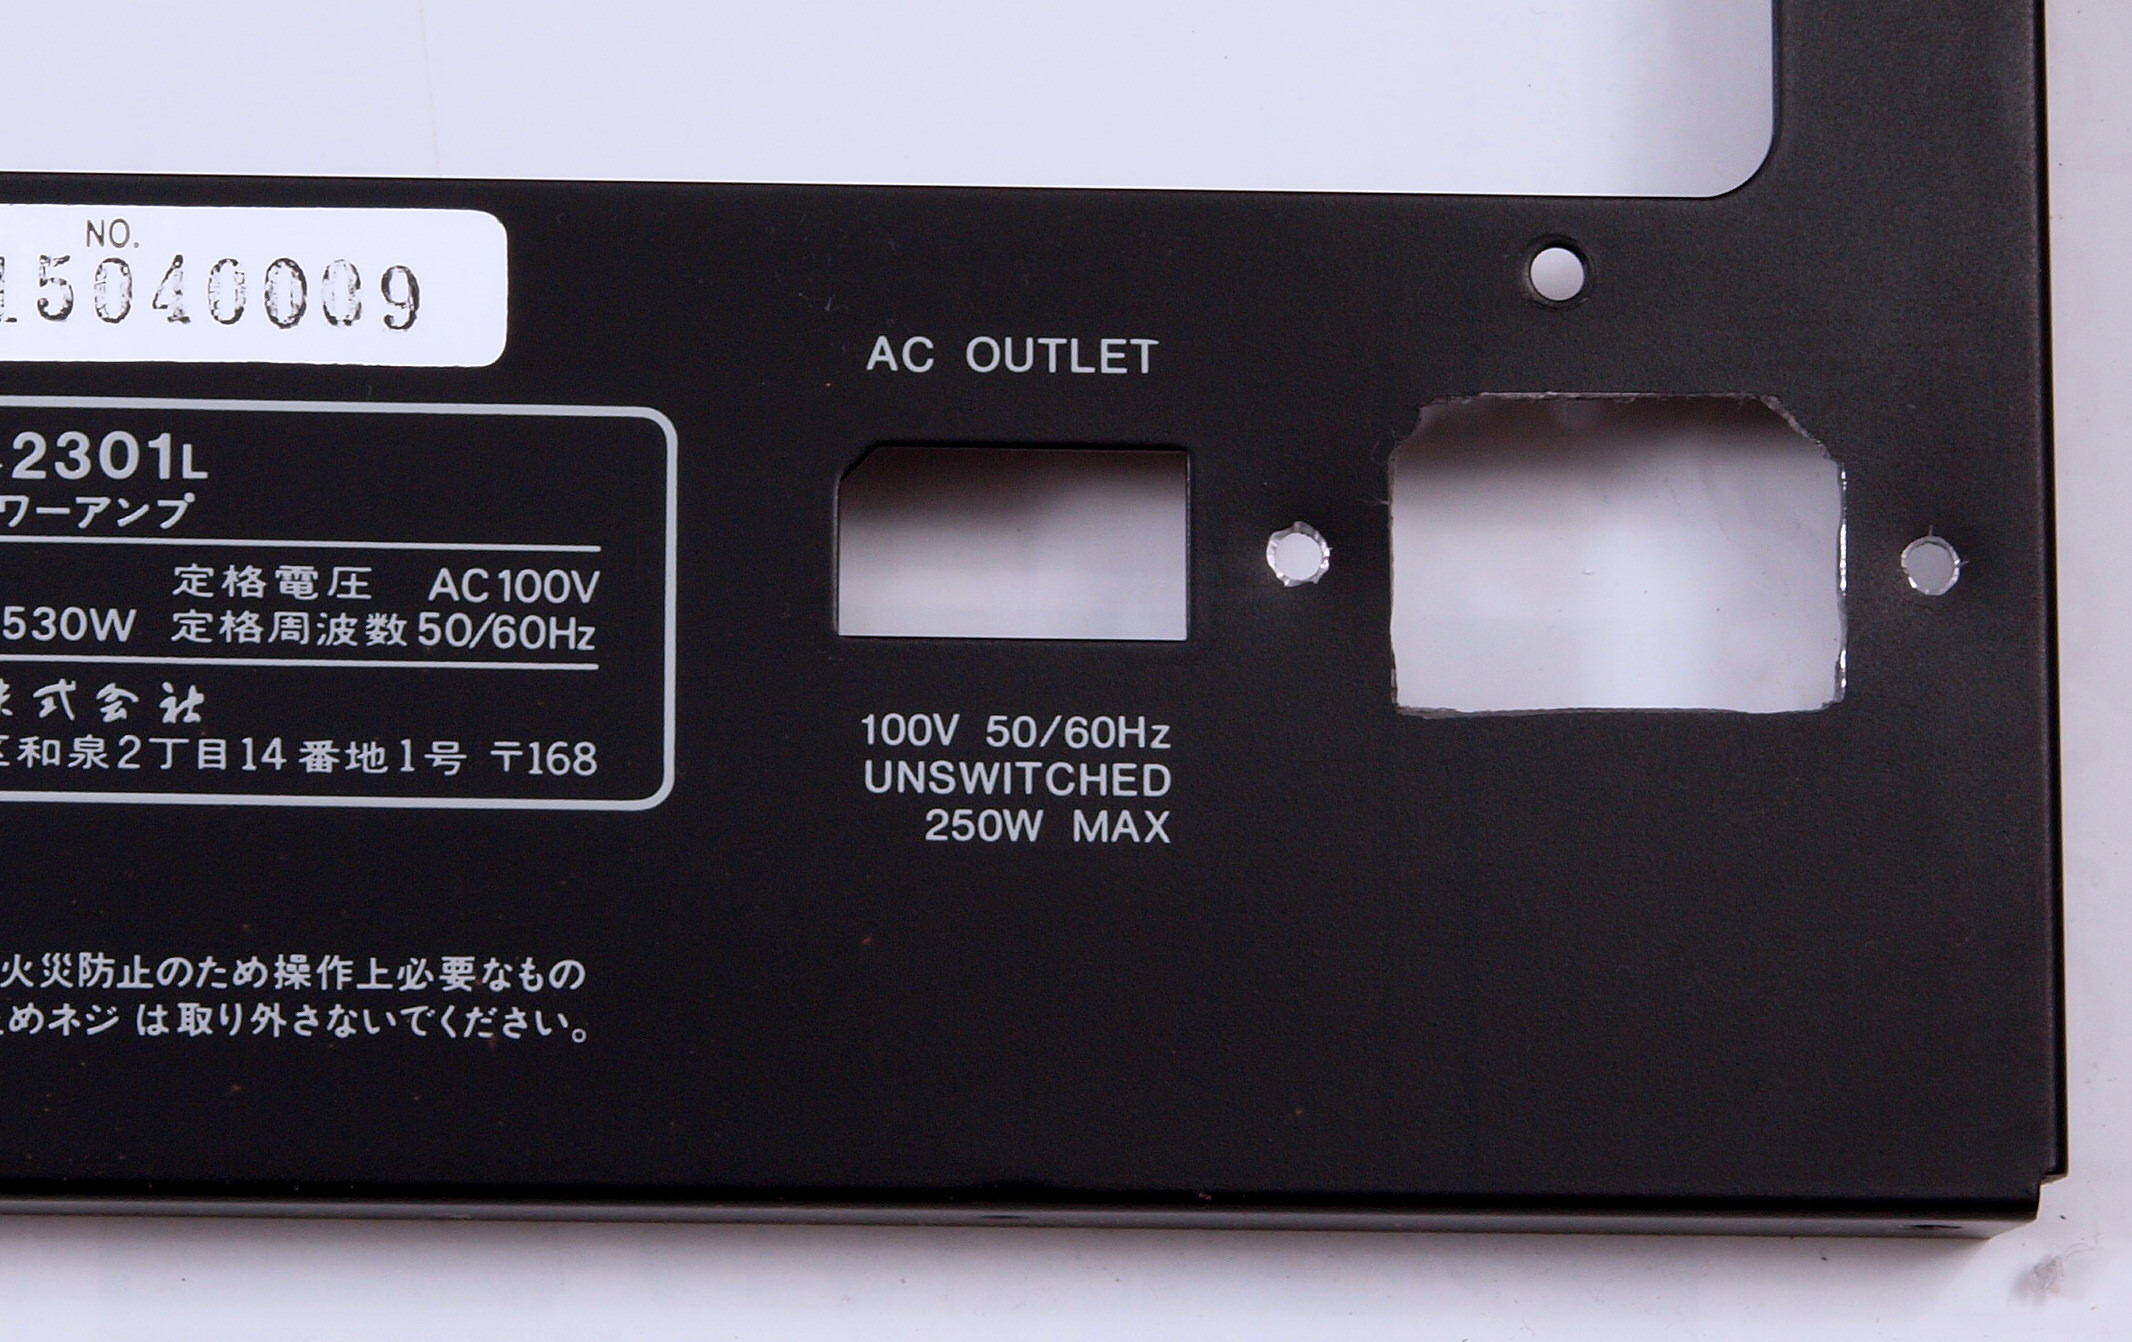 NO.
15040009
2301L
ワーアンプ
定格電圧 AC100V
530W 定格周波数 50/60Hz
式会社
区和泉2丁目14番地1号 〒168
火災防止のため操作上必要なもの
めネジは取り外さないでください。
AC OUTLET
100V 50/60Hz
UNSWITCHED
250W MAX